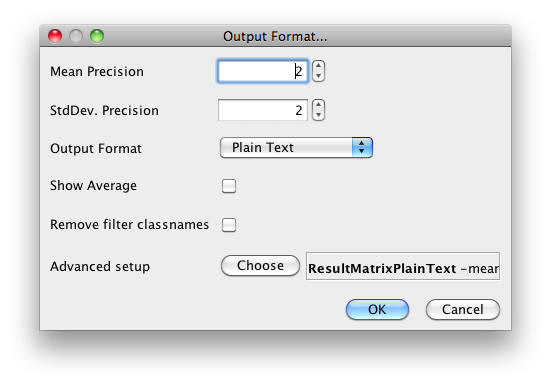 Output Format...
Mean Precision 2
StdDev. Precision 2
Output Format Plain Text
Show Average
Remove filter classnames
Advanced setup Choose ResultMatrixPlainText -mear
OK Cancel